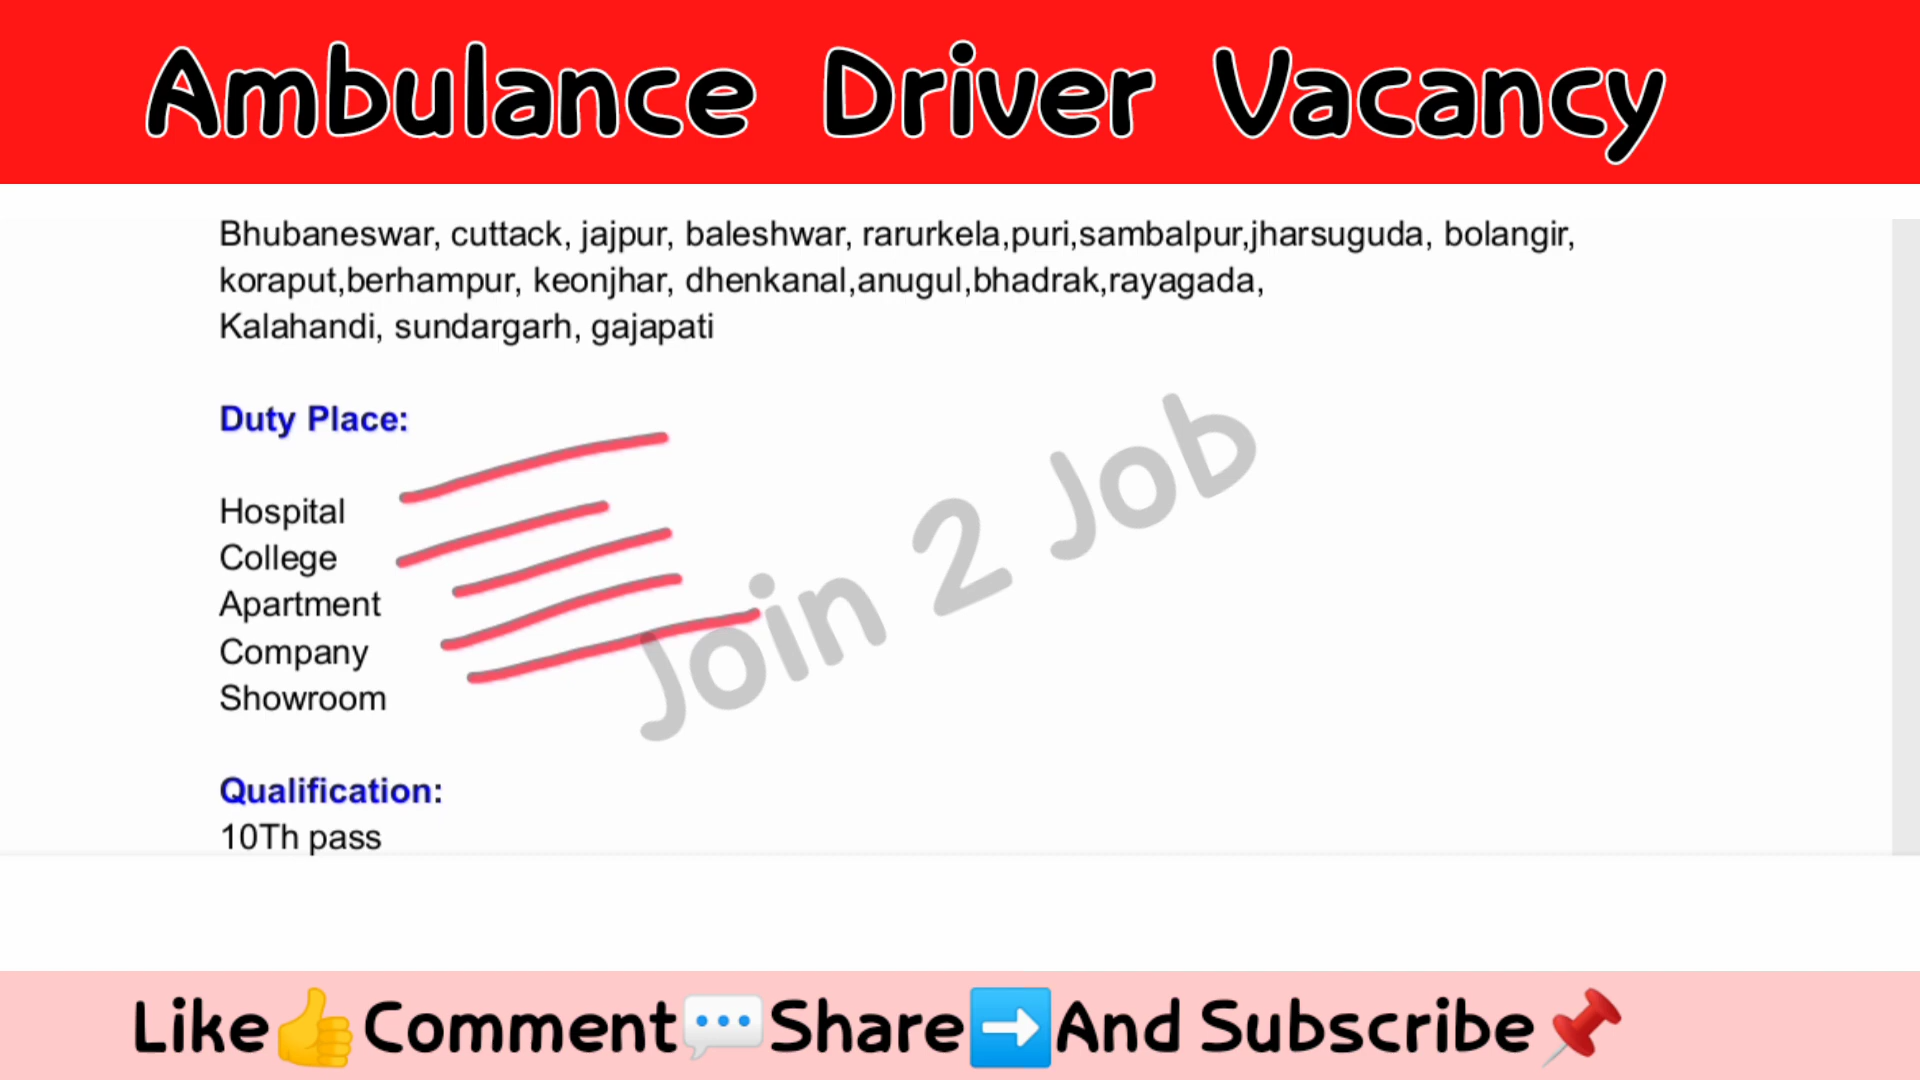 Ambulance Driver Vacancy
Bhubaneswar, cuttack, jajpur, baleshwar, rarurkela,puri,sambalpur,jharsuguda, bolangir,
koraput,berhampur, keonjhar, dhenkanal,anugul,bhadrak,rayagada,
Kalahandi, sundargarh, gajapati
Duty Place:
Hospital
College
Apartment
Company
Showroom
Join 2 Job
Qualification:
10Th pass
Like👍Comment💬Share➡️And Subscribe📌